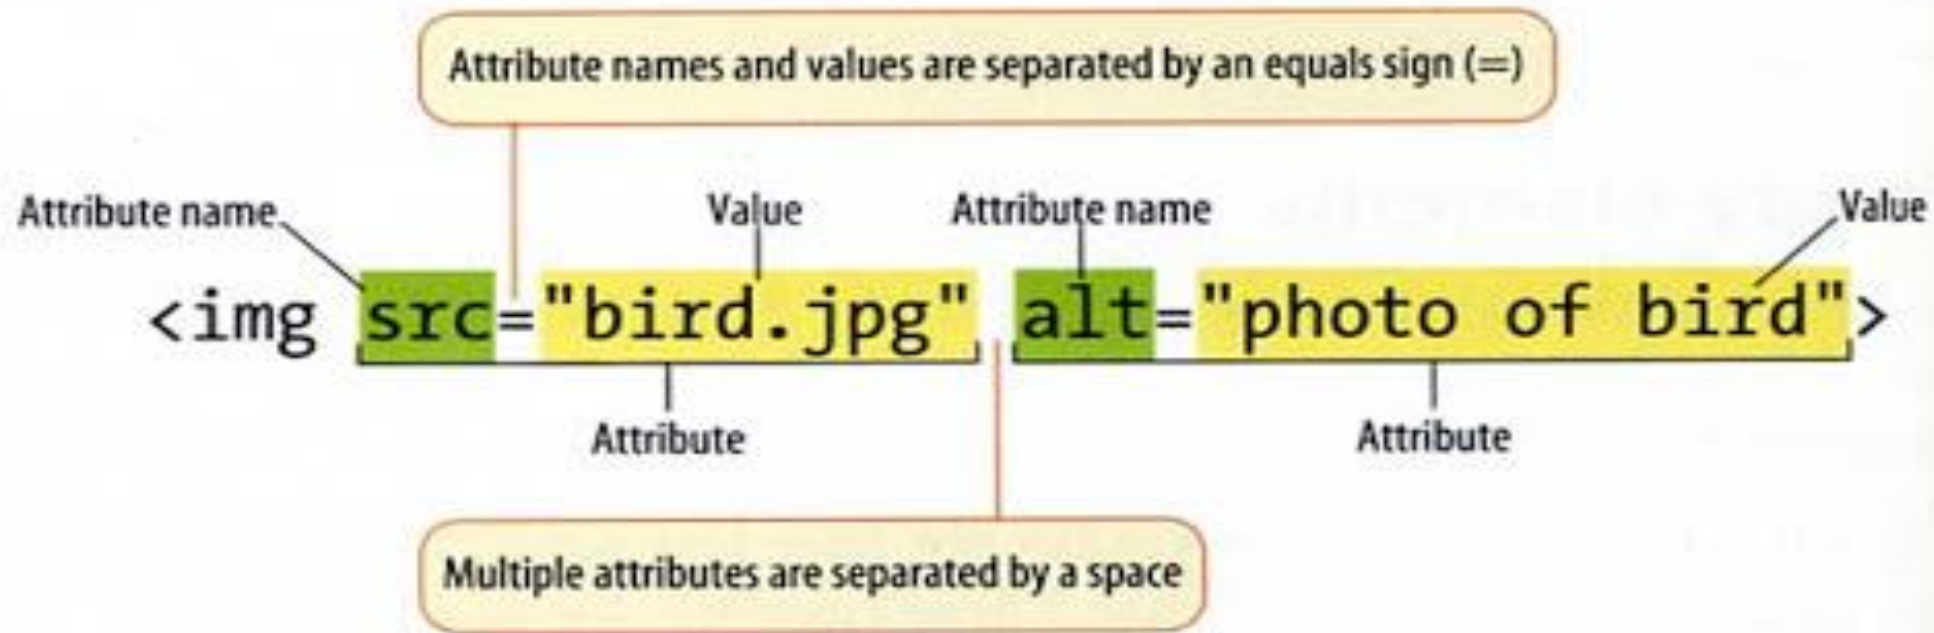 Attribute names and values are separated by an equals sign (=)
Attribute name Value Attribute name Value
<img src="bird.jpg" alt="photo of bird">
Attribute Attribute
Multiple attributes are separated by a space